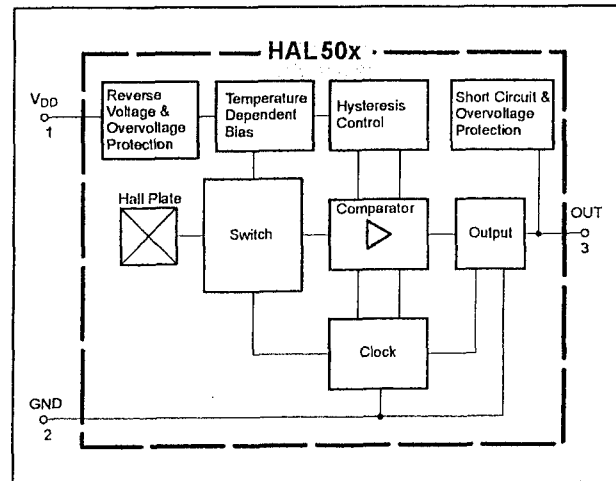 HAL 50x
VDD
1
Reverse
Voltage &
Overvoltage
Protection
Temperature
Dependent
Bias
Hysteresis
Control
Short Circuit &
Overvoltage
Protection
Hall Plate
Switch
Comparator
Output
OUT
3
Clock
GND
2